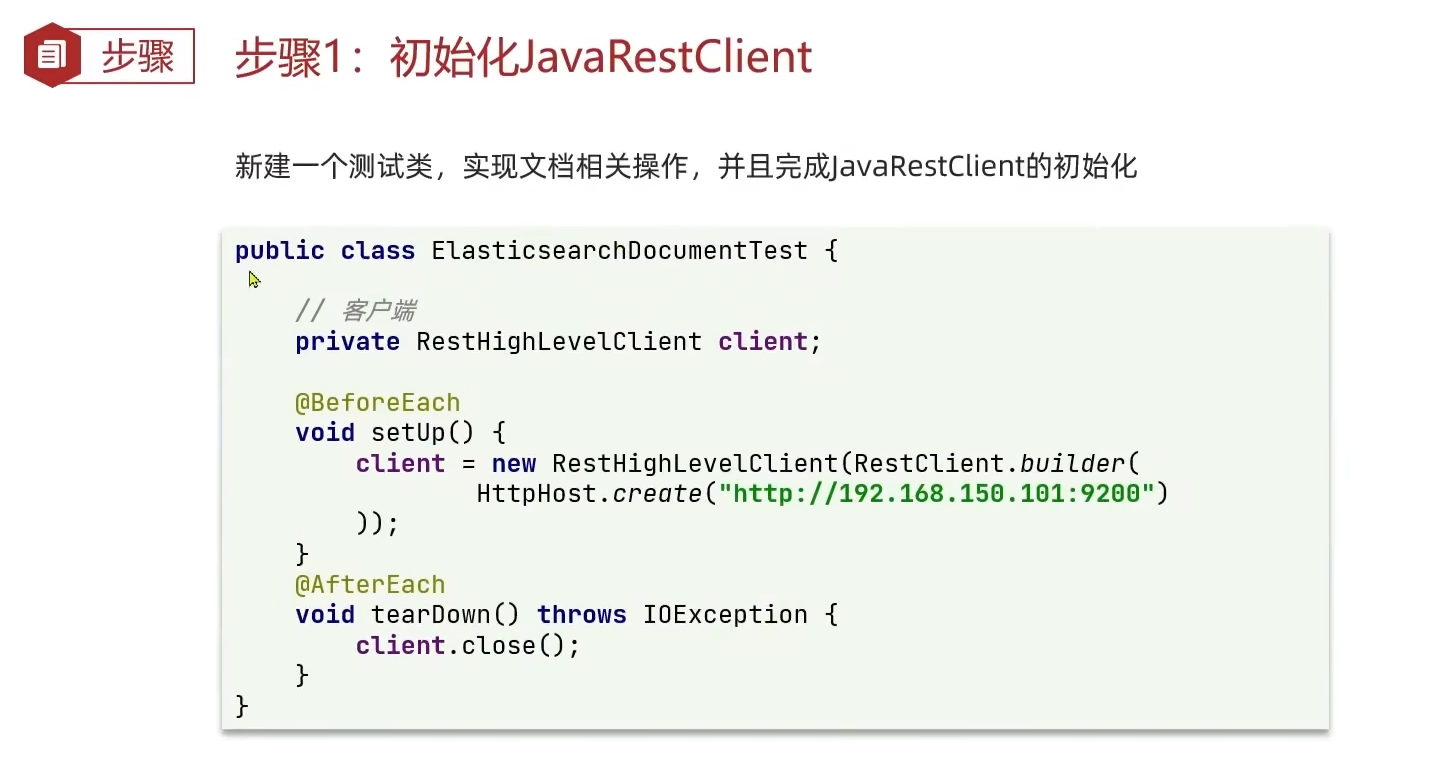 步骤
步骤1：初始化JavaRestClient
新建一个测试类，实现文档相关操作，并且完成JavaRestClient的初始化
public class ElasticsearchDocumentTest {
// 客户端
private RestHighLevelClient client;
@BeforeEach
void setUp() {
client = new RestHighLevelClient(RestClient.builder(
HttpHost.create("http://192.168.150.101:9200")
));
}
@AfterEach
void tearDown() throws IOException {
client.close();
}
}